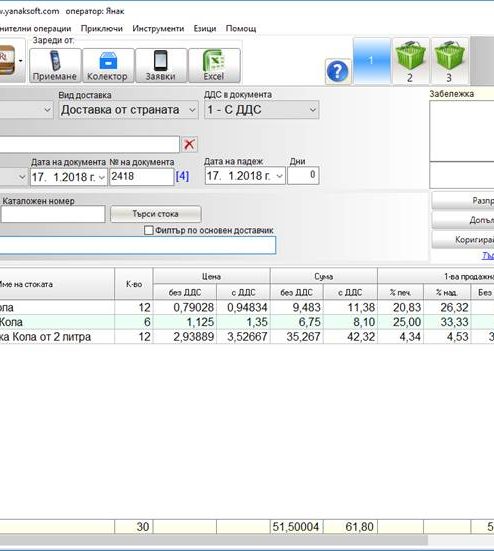 w.yanaksoft.com оператор: Янак
нителни операции Приключи Инструменти Езици Помощ
Зареди от:
Приемане Колектор Заявки Excel
1 2 3
Вид доставка ДДС в документа Забележка
Доставка от страната 1 - С ДДС
Дата на документа № на документа Дата на падеж Дни
17. 1.2018 г. 2418 [4] 17. 1.2018 г. 0
Каталожен номер Разпр
Търси стока Допъл
Филтър по основен доставчик Коригирай
Тъ
Име на стоката К-во Цена Сума 1-ва продажна
без ДДС с ДДС без ДДС с ДДС % печ. % над. Без
ола 12 0,79028 0,94834 9,483 11,38 20,83 26,32
Кола 6 1,125 1,35 6,75 8,10 25,00 33,33
ка Кола от 2 литра 12 2,93889 3,52667 35,267 42,32 4,34 4,53 3
30 51,50004 61,80 5